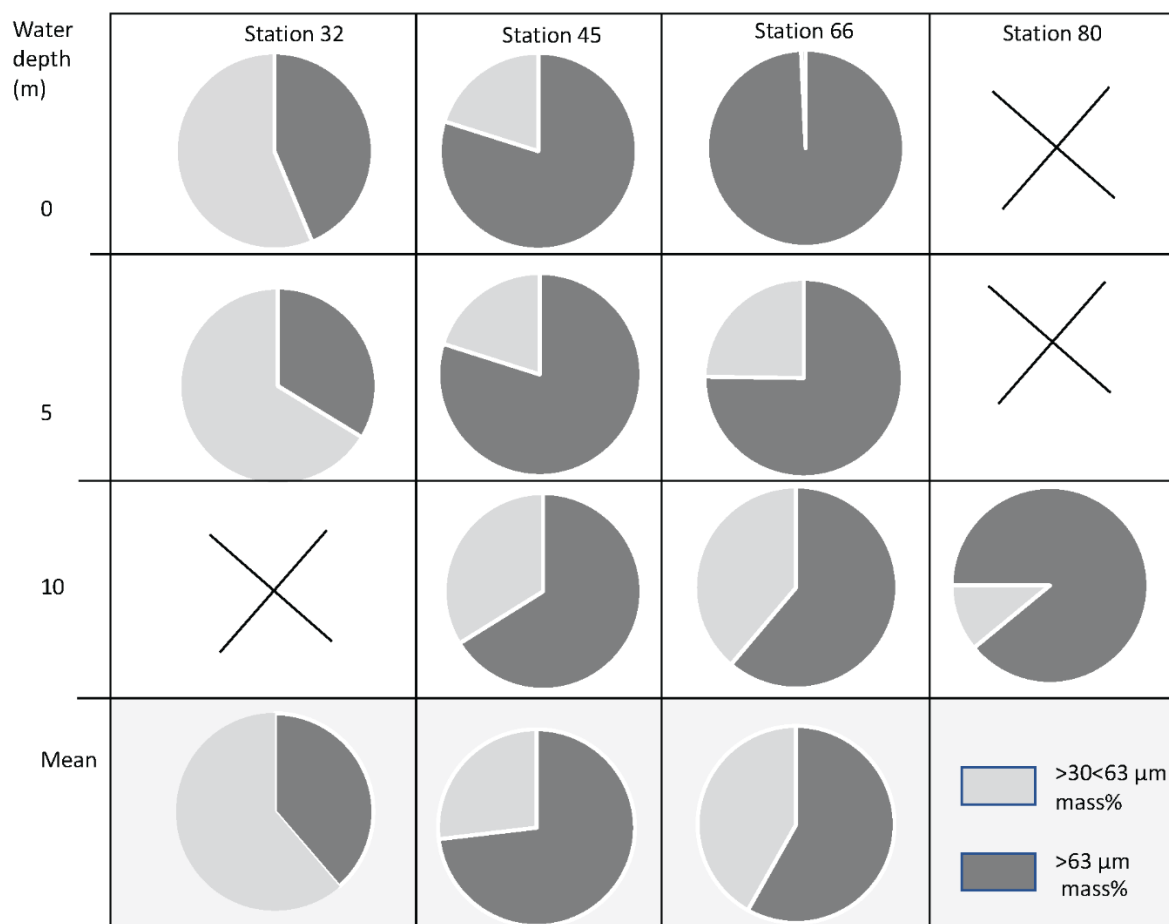 Water
depth
(m)
Station 32
Station 45
Station 66
Station 80
0
5
10
Mean
>30<63 µm
mass%
>63 µm
mass%